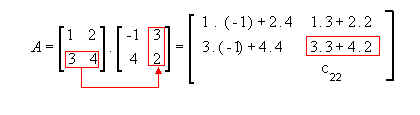 1 2 -1 3 1 . (-1) + 2.4 1.3 + 2.2
A = . =
3 4 4 2 3.(-1) + 4.4 3.3 + 4.2
c22